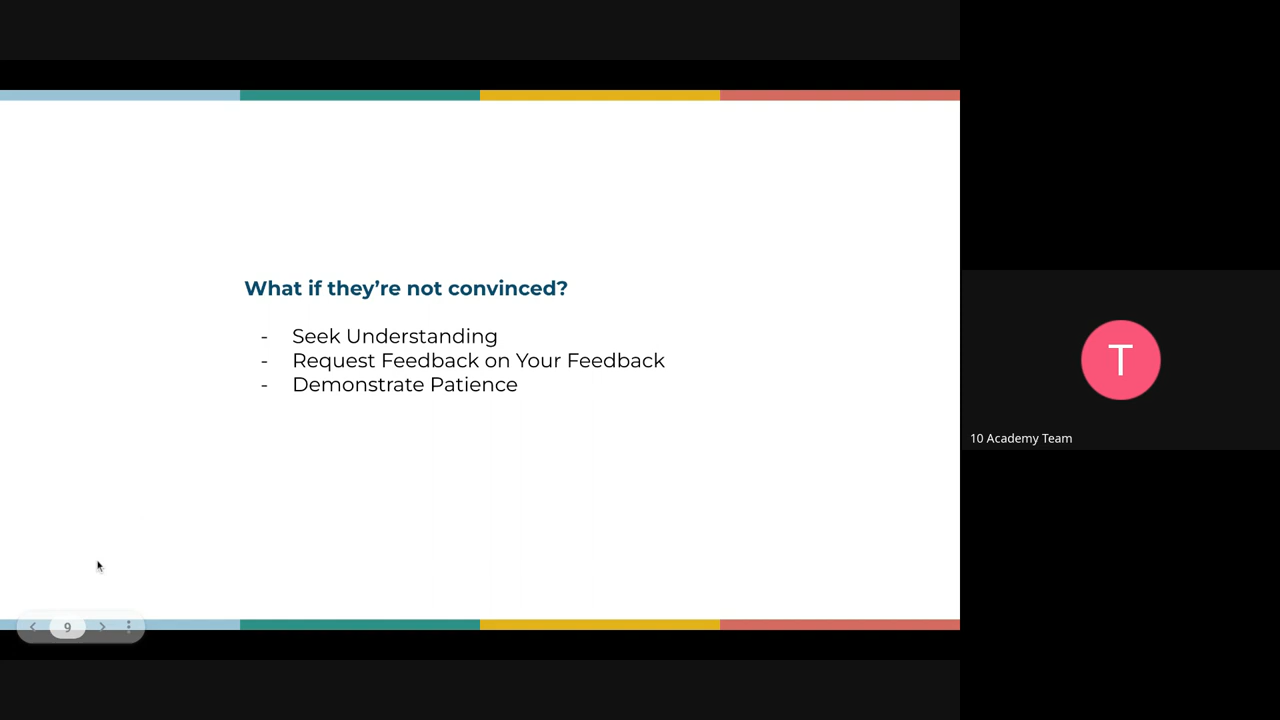 What if they're not convinced?
- Seek Understanding
- Request Feedback on Your Feedback
- Demonstrate Patience
T
10 Academy Team
9